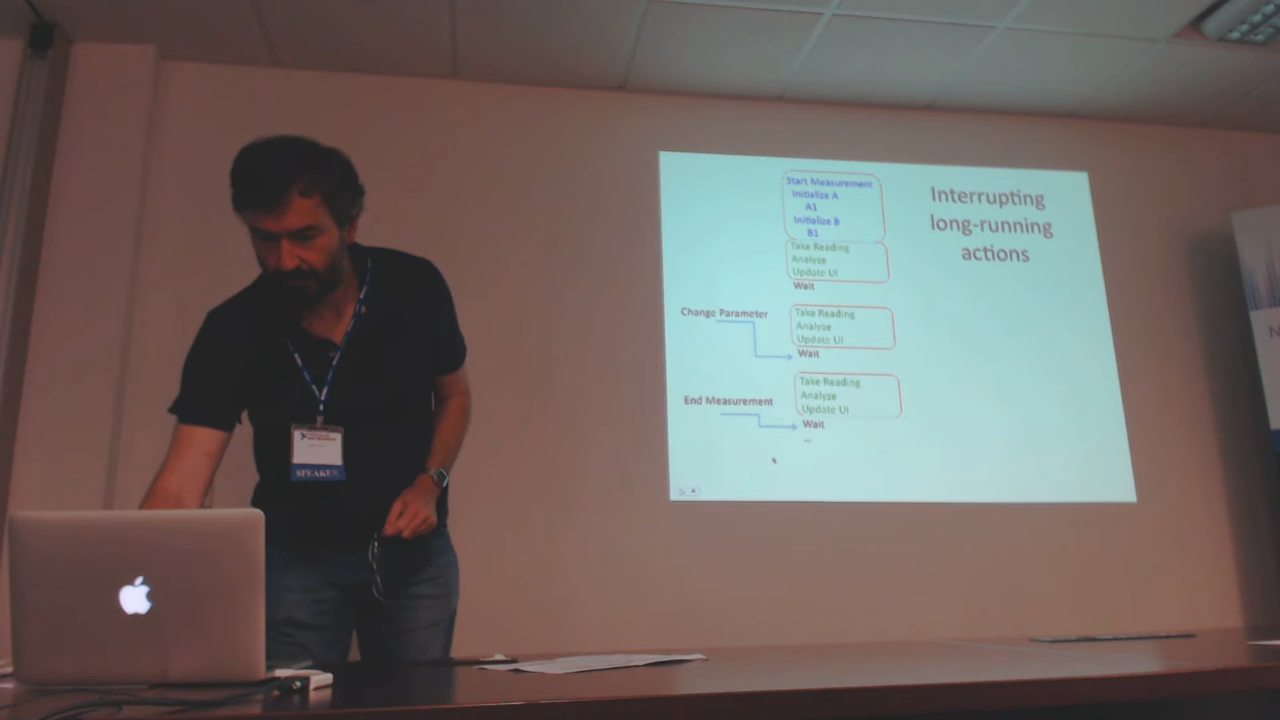 Start Measurement
Initialize A
A1
Initialize B
B1
Take Reading
Analyze
Update UI
Wait
Interrupting
long-running
actions
Change Parameter
Take Reading
Analyze
Update UI
Wait
End Measurement
Take Reading
Analyze
Update UI
Wait
...
SPEAKER
N